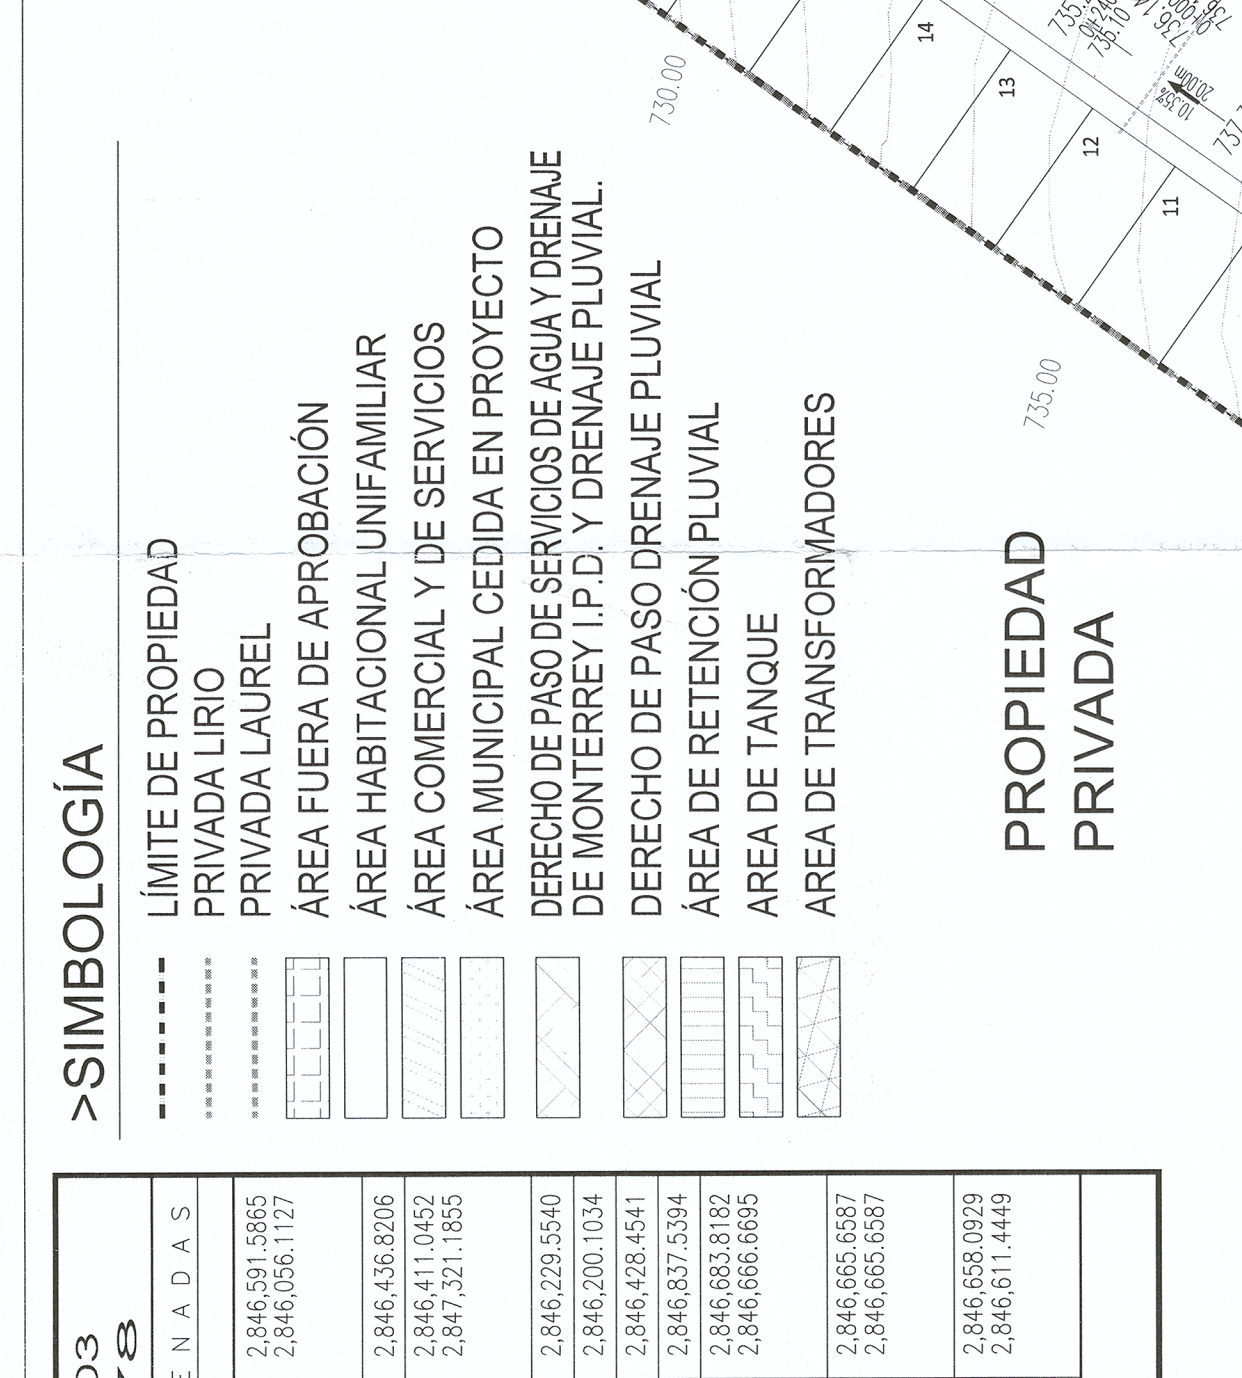 >SIMBOLOGÍA
LÍMITE DE PROPIEDAD
PRIVADA LIRIO
PRIVADA LAUREL
ÁREA FUERA DE APROBACIÓN
ÁREA HABITACIONAL UNIFAMILIAR
ÁREA COMERCIAL Y DE SERVICIOS
ÁREA MUNICIPAL CEDIDA EN PROYECTO
DERECHO DE PASO DE SERVICIOS DE AGUA Y DRENAJE
DE MONTERREY I.P.D. Y DRENAJE PLUVIAL.
DERECHO DE PASO DRENAJE PLUVIAL
ÁREA DE RETENCIÓN PLUVIAL
AREA DE TANQUE
AREA DE TRANSFORMADORES
PROPIEDAD
PRIVADA
730.00
735.00
14
13
12
11
10.35%
20.00m
736.10
03
78
E N A D A S
2,846,591.5865
2,846,056.1127
2,846,436.8206
2,846,411.0452
2,847,321.1855
2,846,229.5540
2,846,200.1034
2,846,428.4541
2,846,837.5394
2,846,683.8182
2,846,666.6695
2,846,665.6587
2,846,665.6587
2,846,658.0929
2,846,611.4449